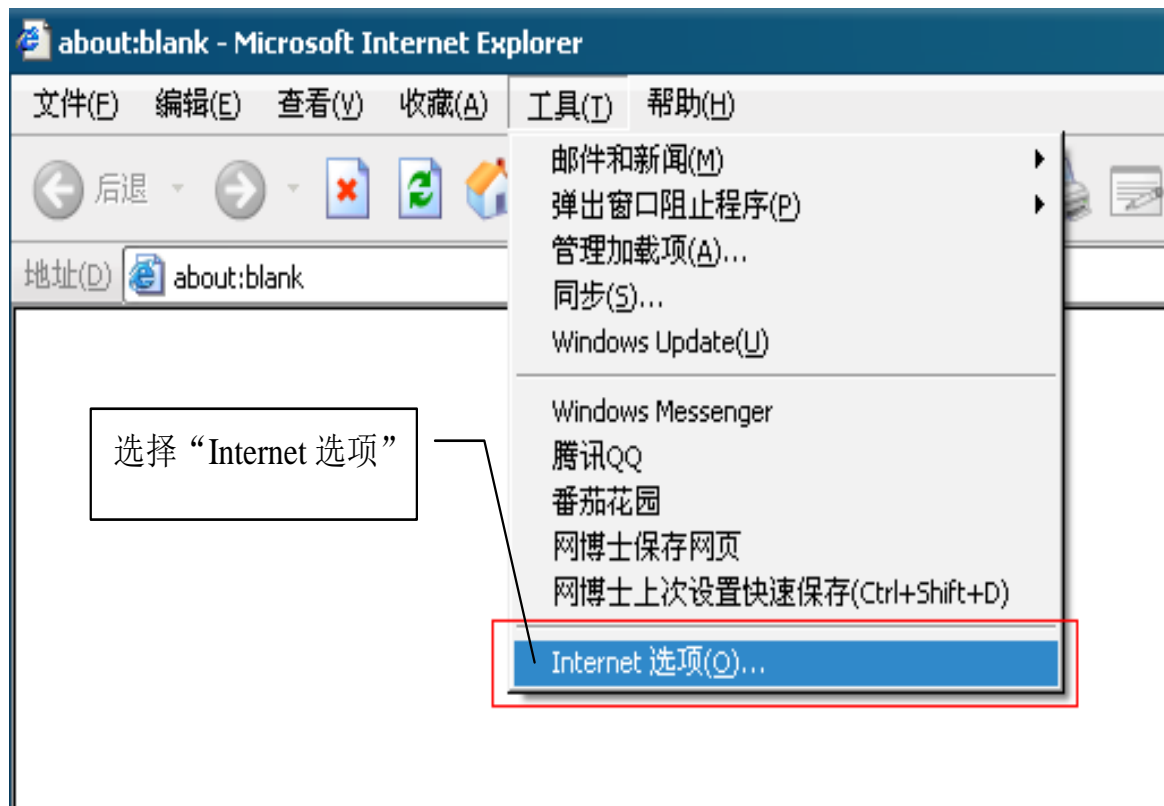 about:blank - Microsoft Internet Explorer
文件(F) 编辑(E) 查看(V) 收藏(A) 工具(T) 帮助(H)
后退
地址(D) about:blank
邮件和新闻(M)
弹出窗口阻止程序(P)
管理加载项(A)...
同步(S)...
Windows Update(U)
Windows Messenger
腾讯QQ
番茄花园
网博士保存网页
网博士上次设置快速保存(Ctrl+Shift+D)
Internet 选项(O)...
选择“Internet 选项”